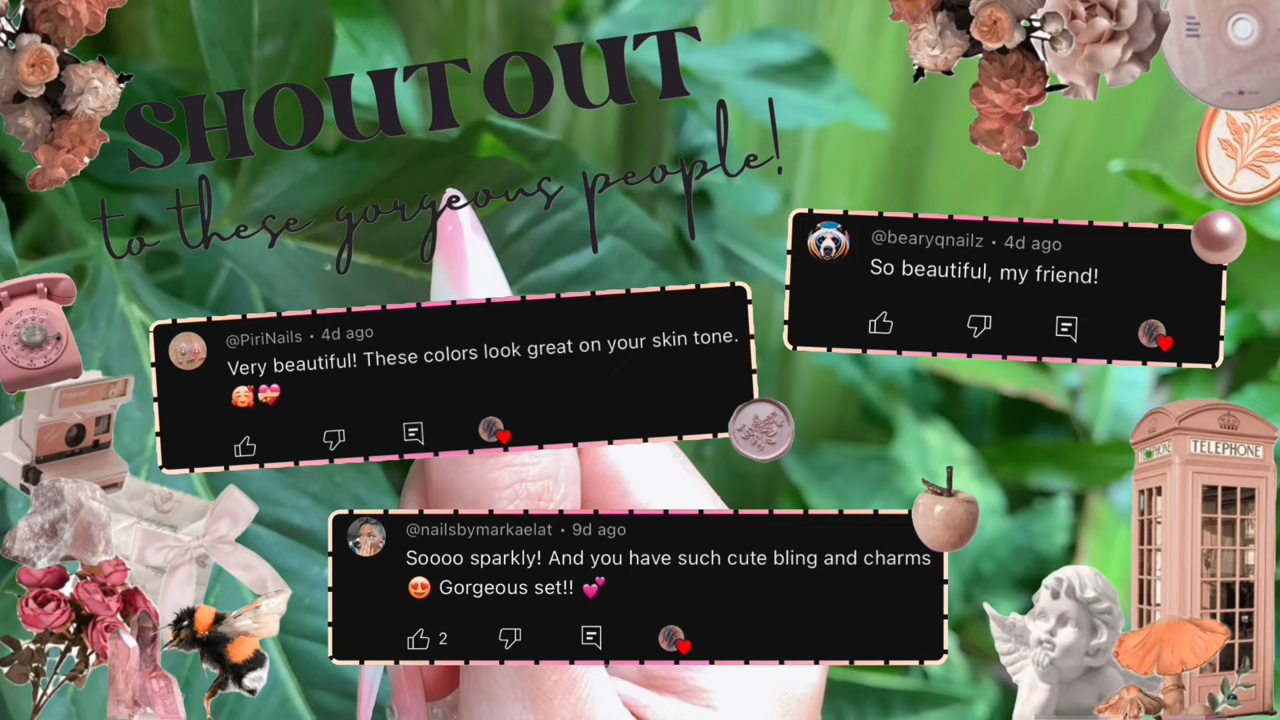 SHOUT OUT
to these gorgeous people!
@bearyqnailz • 4d ago
So beautiful, my friend!
@PiriNails • 4d ago
Very beautiful! These colors look great on your skin tone.
🥰💝
@nailsbymarkaelat • 9d ago
Soooo sparkly! And you have such cute bling and charms
😍 Gorgeous set!! 💕
2
TELEPHONE